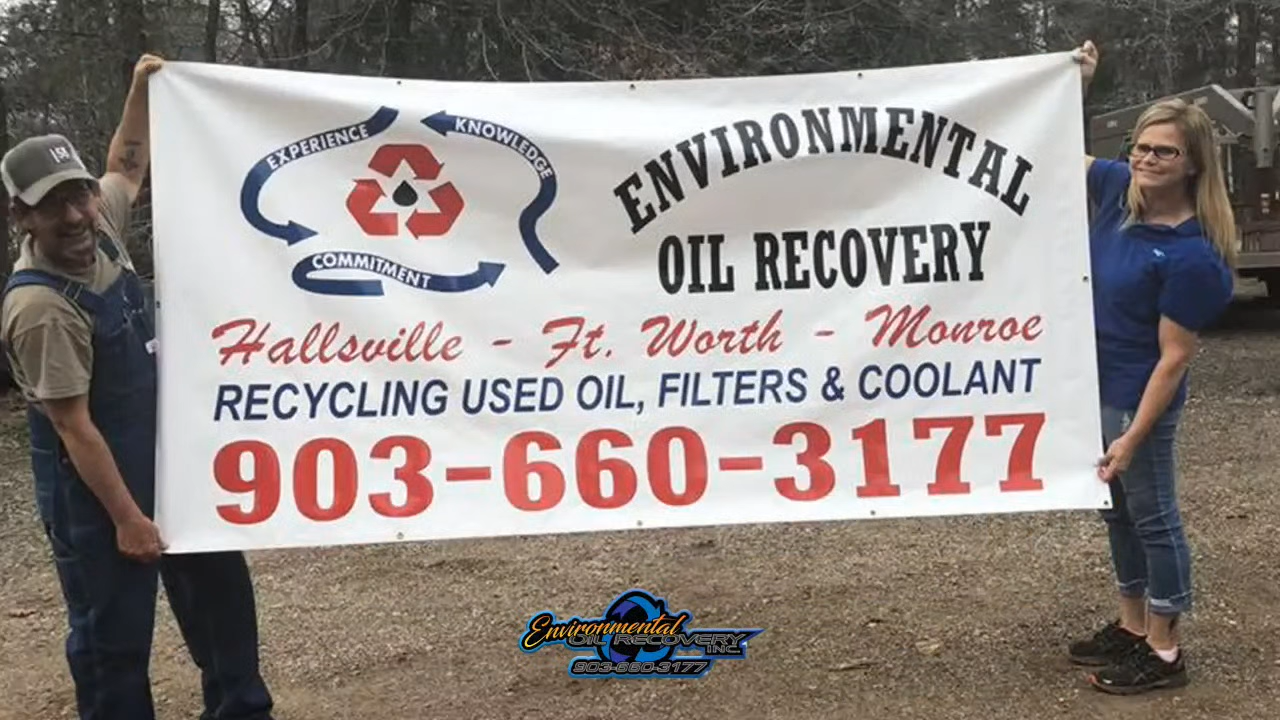 EXPERIENCE
KNOWLEDGE
COMMITMENT
ENVIRONMENTAL
OIL RECOVERY
Hallsville - Ft. Worth - Monroe
RECYCLING USED OIL, FILTERS & COOLANT
903-660-3177
Environmental
OIL RECOVERY
INC.
903-660-3177